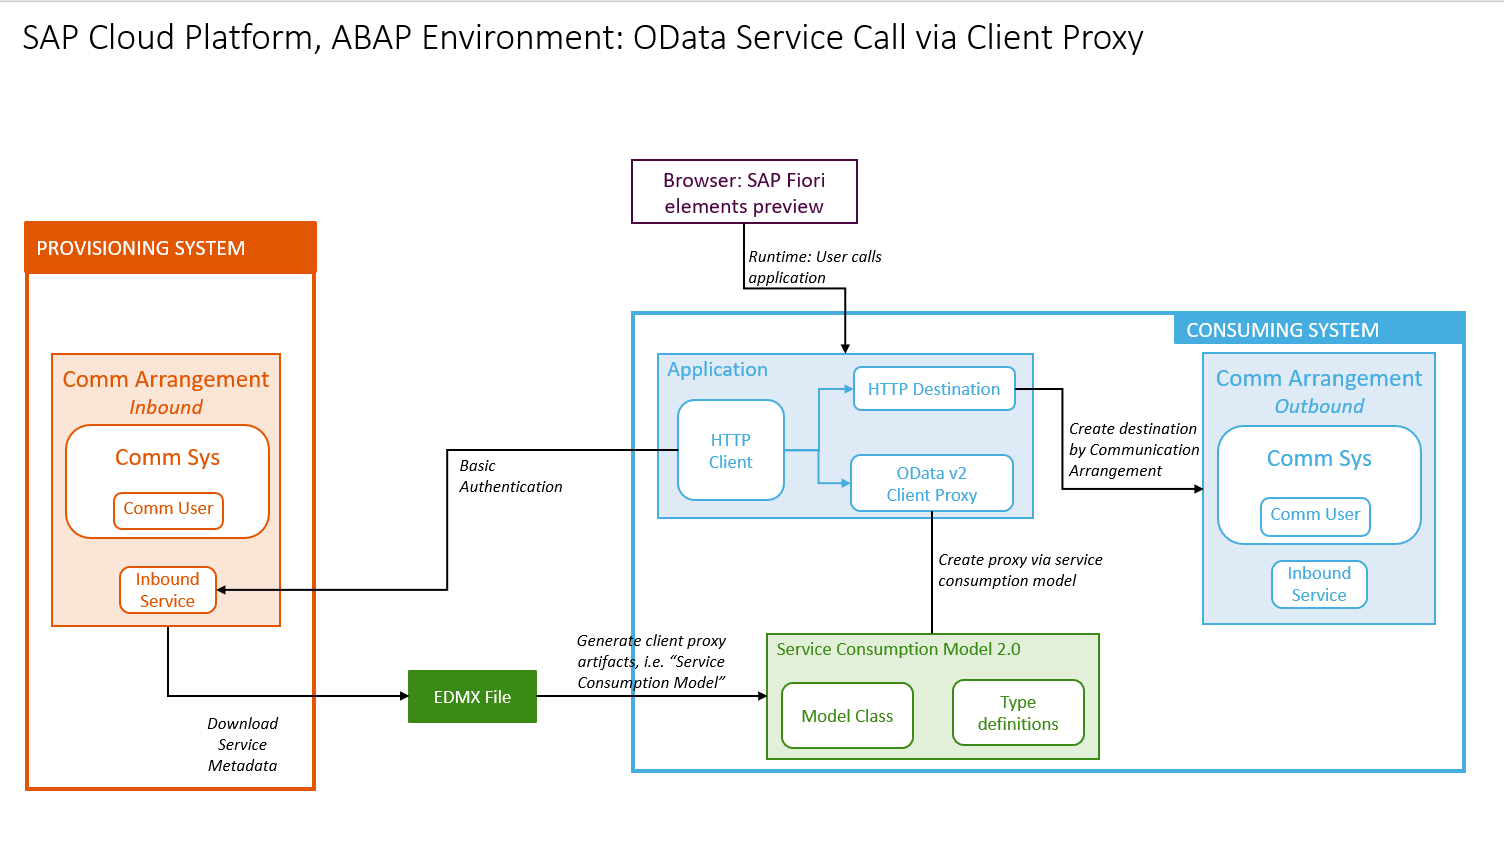 SAP Cloud Platform, ABAP Environment: OData Service Call via Client Proxy
Browser: SAP Fiori
elements preview
Runtime: User calls
application
PROVISIONING SYSTEM
Comm Arrangement
Inbound
Comm Sys
Comm User
Inbound
Service
Download
Service
Metadata
Basic
Authentication
EDMX File
Generate client proxy
artifacts, i.e. “Service
Consumption Model”
CONSUMING SYSTEM
Application
HTTP
Client
HTTP Destination
OData v2
Client Proxy
Create destination
by Communication
Arrangement
Comm Arrangement
Outbound
Comm Sys
Comm User
Inbound
Service
Create proxy via service
consumption model
Service Consumption Model 2.0
Model Class
Type
definitions